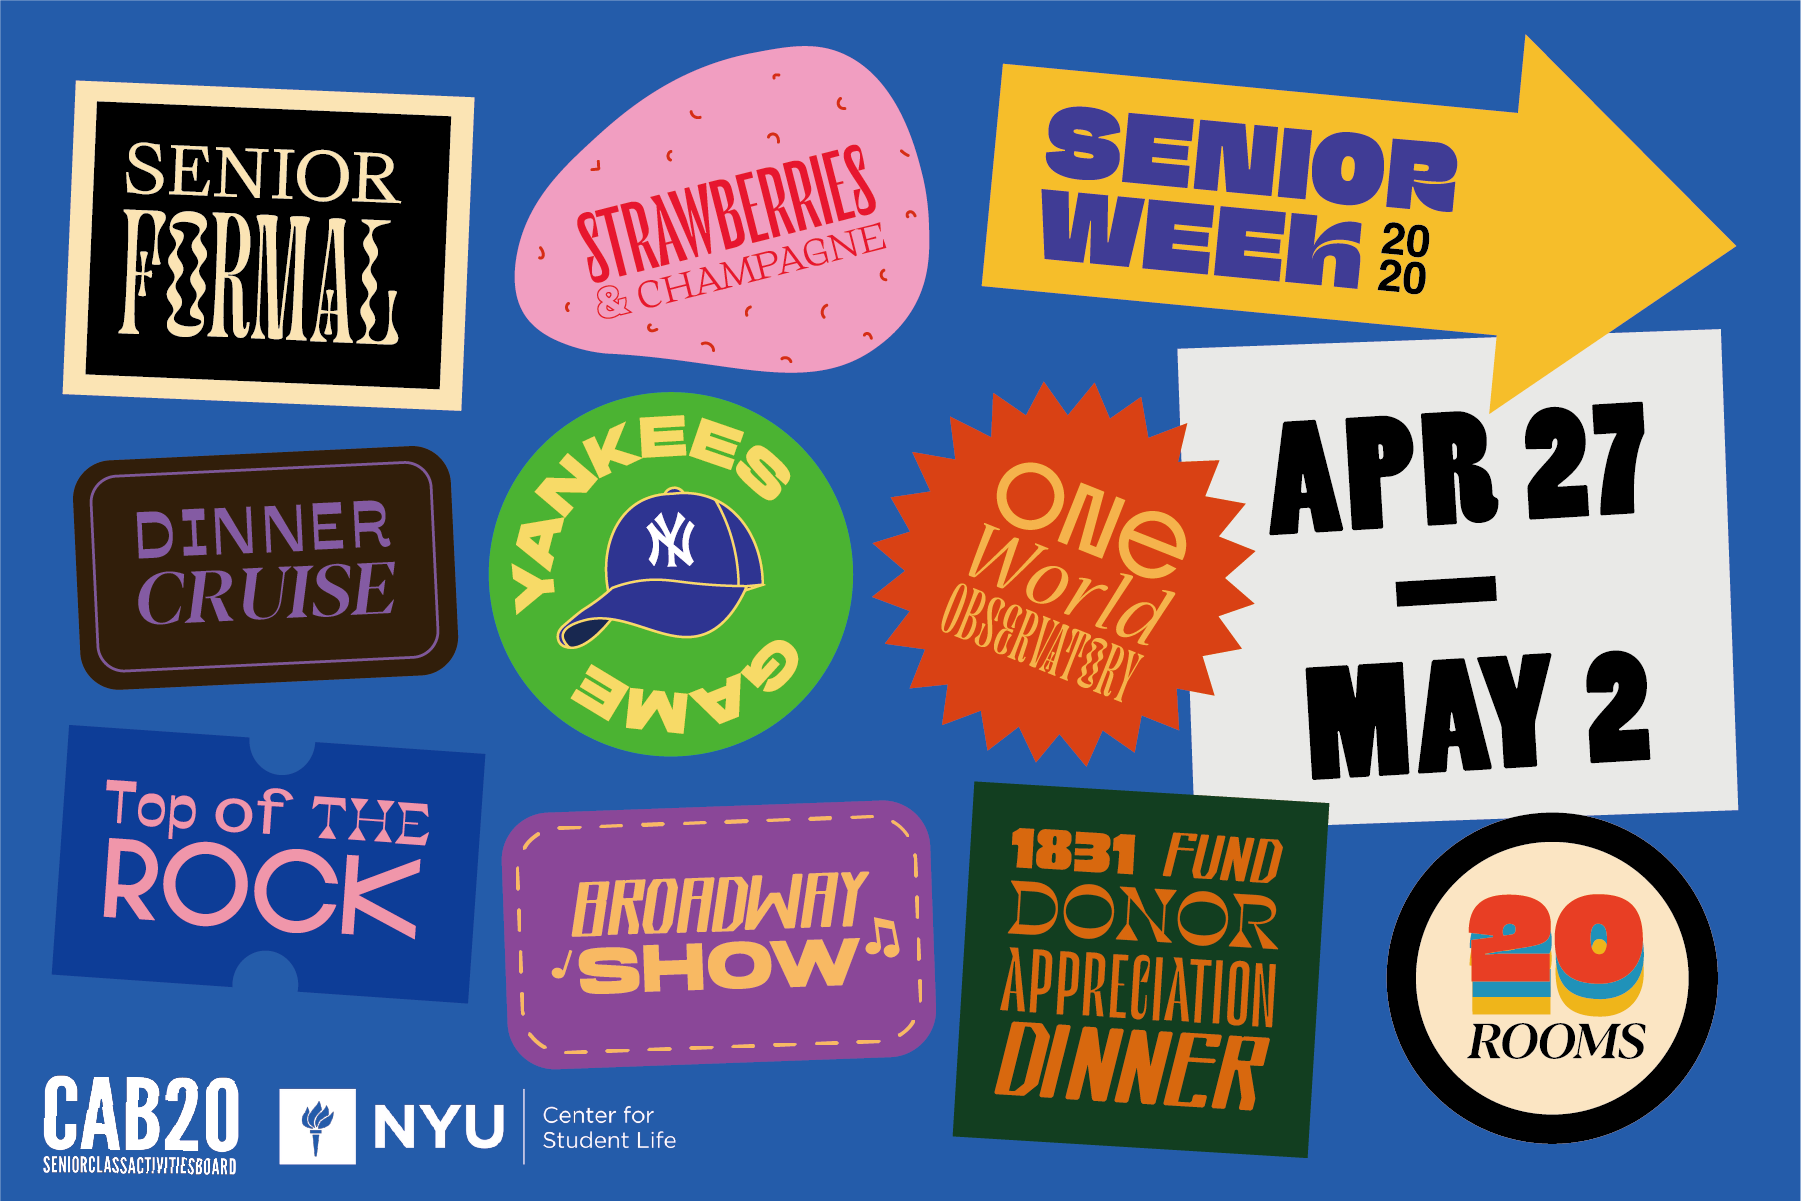 SENIOR
FORMAL
STRAWBERRIES
& CHAMPAGNE
SENIOR
WEEK 20
20
APR 27
—
MAY 2
DINNER
CRUISE
YANKEES
NY
GAME
ONE
World
OBSERVATORY
Top of THE
ROCK
BROADWAY
SHOW
1831 FUND
DONOR
APPRECIATION
DINNER
20
ROOMS
CAB20
SENIORCLASSACTIVITIESBOARD
NYU
Center for
Student Life